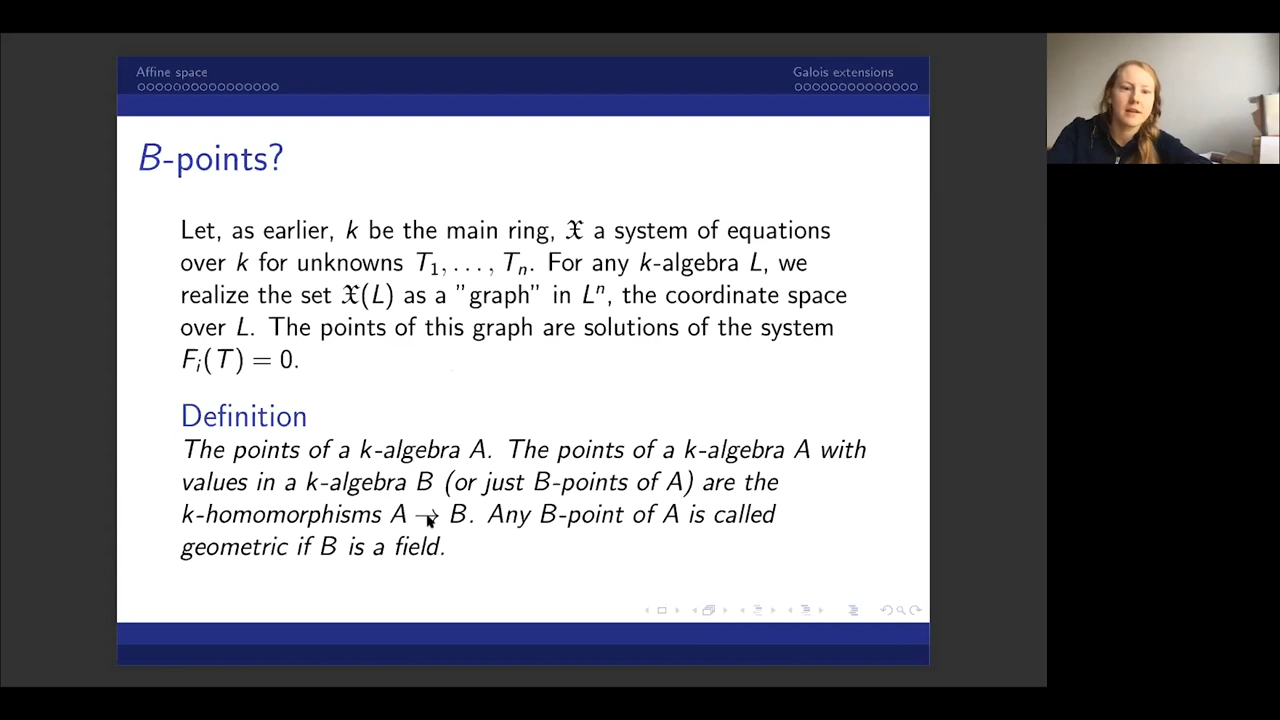 Affine space
Galois extensions
B-points?
Let, as earlier, k be the main ring, 𝔛 a system of equations
over k for unknowns T₁, . . . , Tₙ. For any k-algebra L, we
realize the set 𝔛(L) as a "graph" in Lⁿ, the coordinate space
over L. The points of this graph are solutions of the system
Fᵢ(T) = 0.
Definition
The points of a k-algebra A. The points of a k-algebra A with
values in a k-algebra B (or just B-points of A) are the
k-homomorphisms A → B. Any B-point of A is called
geometric if B is a field.